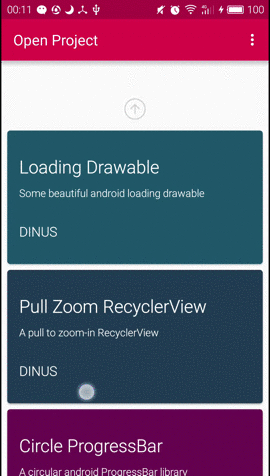 00:11
100
Open Project
Loading Drawable
Some beautiful android loading drawable
DINUS
Pull Zoom RecyclerView
A pull to zoom-in RecyclerView
DINUS
Circle ProgressBar
A circular android ProgressBar library